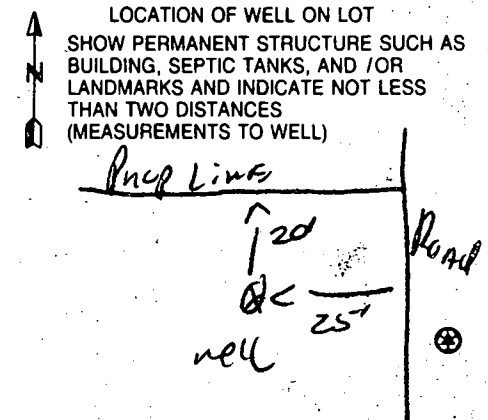 LOCATION OF WELL ON LOT
SHOW PERMANENT STRUCTURE SUCH AS
BUILDING, SEPTIC TANKS, AND /OR
LANDMARKS AND INDICATE NOT LESS
THAN TWO DISTANCES
(MEASUREMENTS TO WELL)
N
Prop Line
20'
Road
25'
well